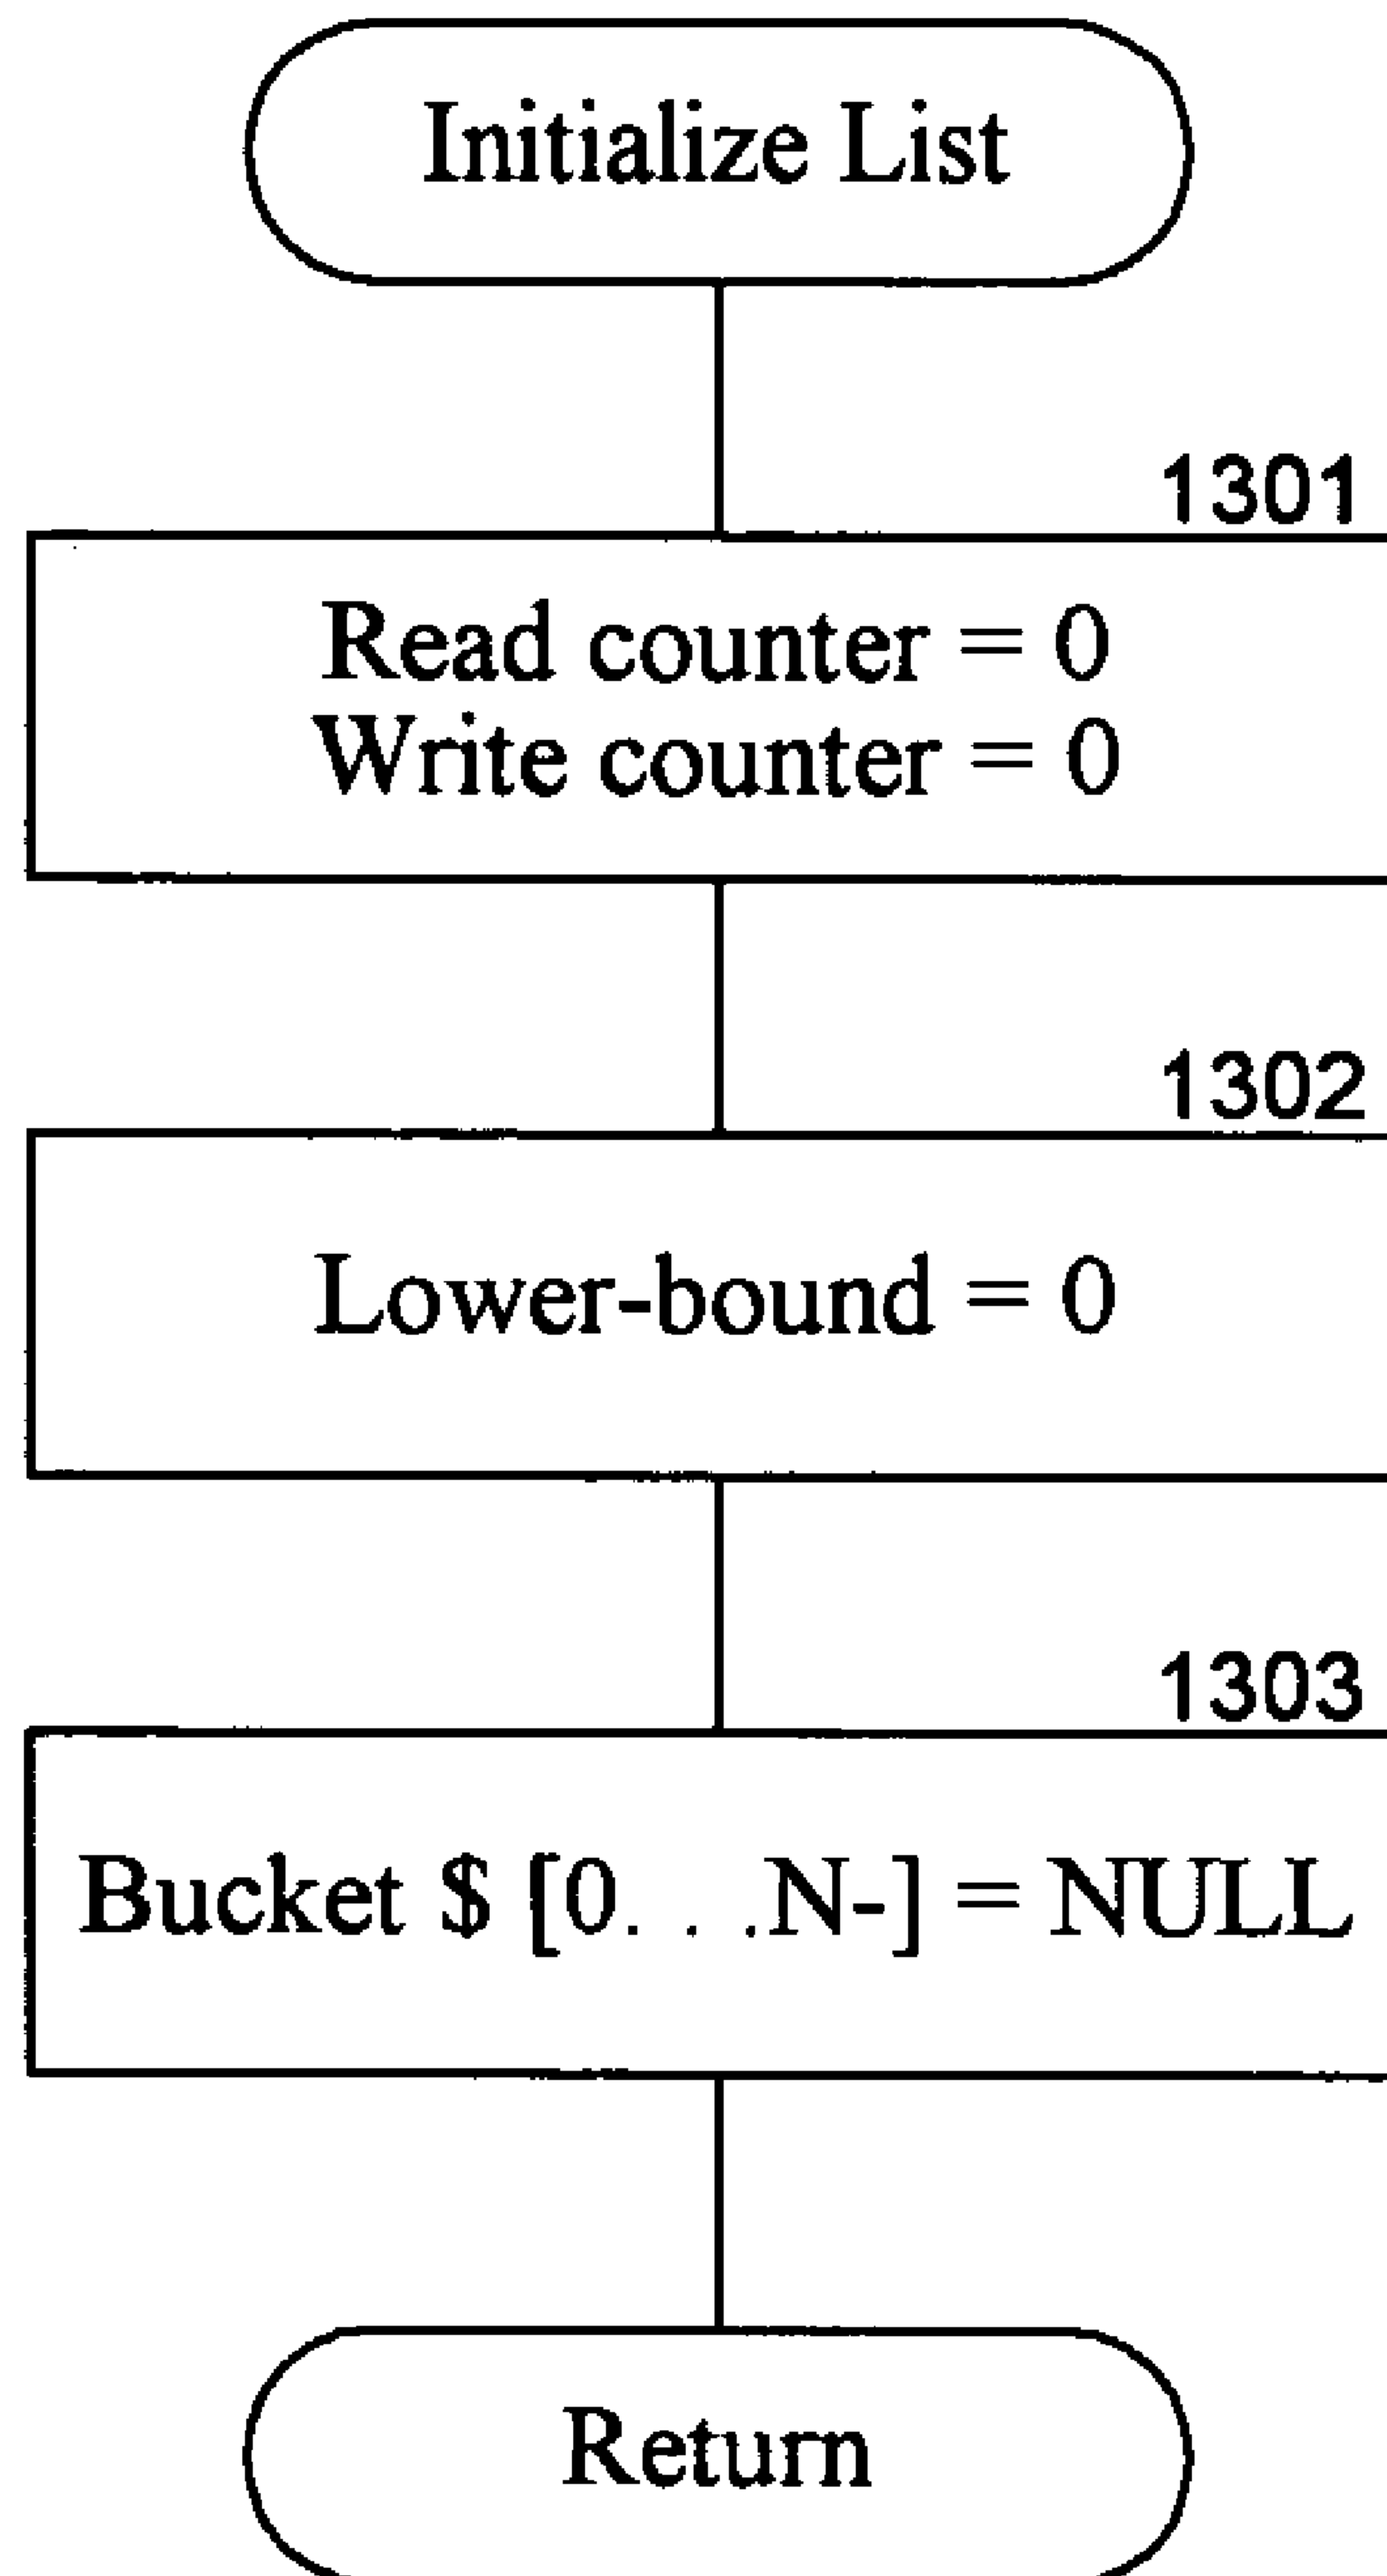 Initialize List
1301
Read counter = 0
Write counter = 0
1302
Lower-bound = 0
1303
Bucket $ [0. . .N-] = NULL
Return